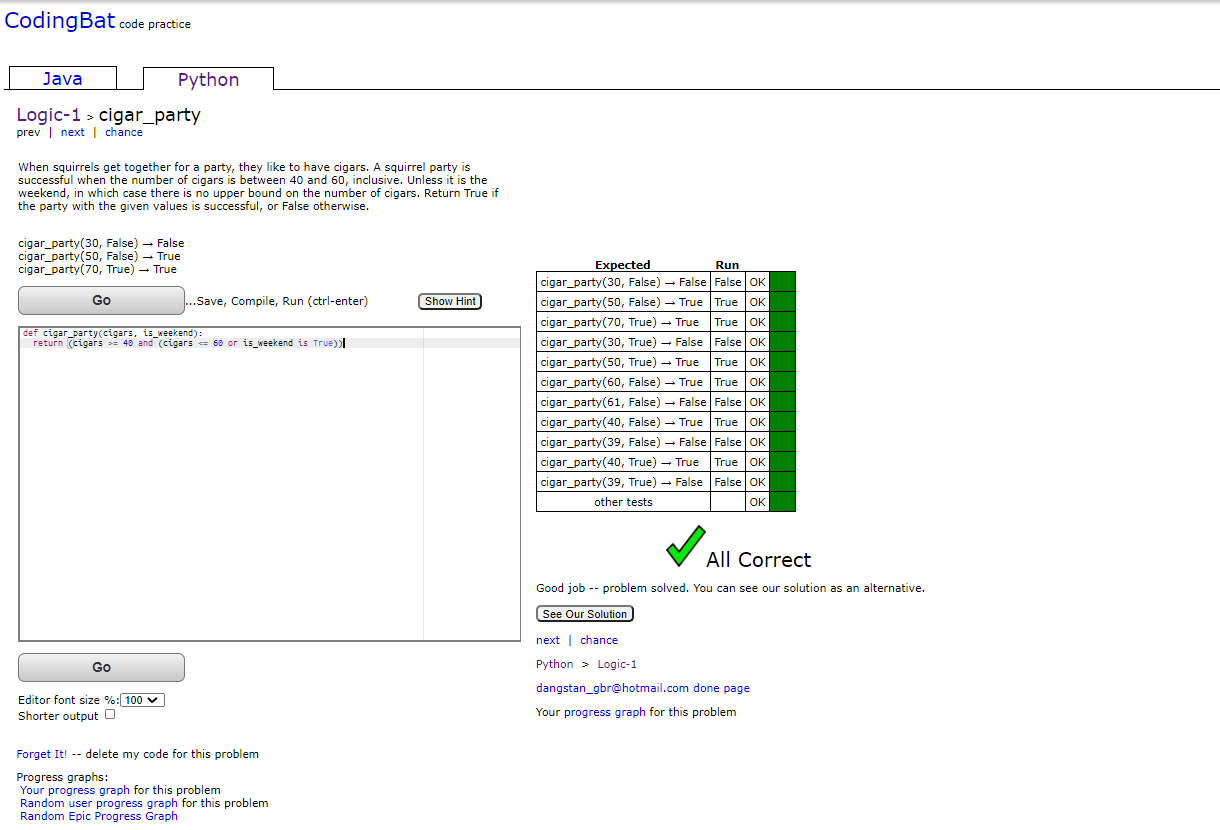 CodingBat code practice
Java
Python
Logic-1 > cigar_party
prev | next | chance
When squirrels get together for a party, they like to have cigars. A squirrel party is
successful when the number of cigars is between 40 and 60, inclusive. Unless it is the
weekend, in which case there is no upper bound on the number of cigars. Return True if
the party with the given values is successful, or False otherwise.
cigar_party(30, False) → False
cigar_party(50, False) → True
cigar_party(70, True) → True
Go ...Save, Compile, Run (ctrl-enter) Show Hint
def cigar_party(cigars, is_weekend):
return (cigars >= 40 and (cigars <= 60 or is_weekend is True))
Go
Editor font size %: 100
Shorter output
Forget It! -- delete my code for this problem
Progress graphs:
Your progress graph for this problem
Random user progress graph for this problem
Random Epic Progress Graph
Expected Run
cigar_party(30, False) → False False OK
cigar_party(50, False) → True True OK
cigar_party(70, True) → True True OK
cigar_party(30, True) → False False OK
cigar_party(50, True) → True True OK
cigar_party(60, False) → True True OK
cigar_party(61, False) → False False OK
cigar_party(40, False) → True True OK
cigar_party(39, False) → False False OK
cigar_party(40, True) → True True OK
cigar_party(39, True) → False False OK
other tests OK
All Correct
Good job -- problem solved. You can see our solution as an alternative.
See Our Solution
next | chance
Python > Logic-1
dangstan_gbr@hotmail.com done page
Your progress graph for this problem